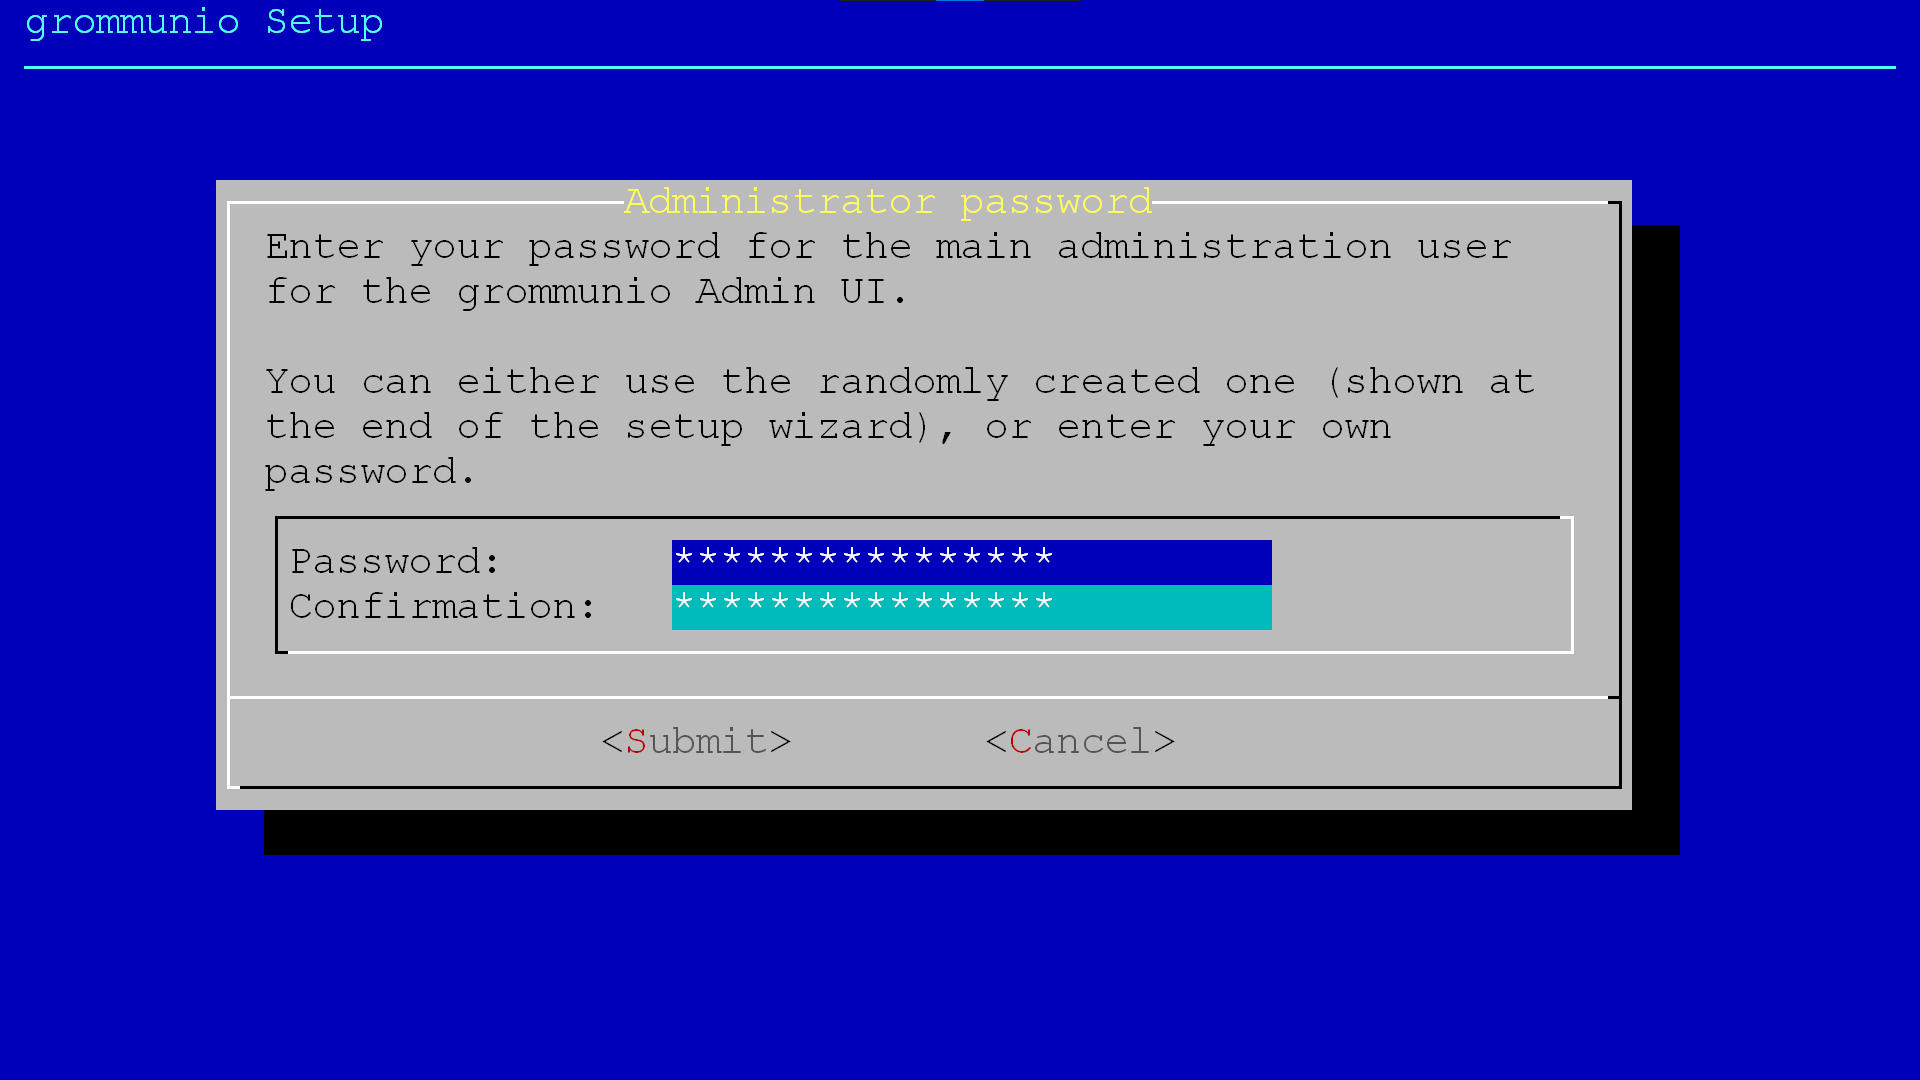 grommunio Setup
Administrator password
Enter your password for the main administration user
for the grommunio Admin UI.
You can either use the randomly created one (shown at
the end of the setup wizard), or enter your own
password.
Password: ****************
Confirmation: ****************
<Submit> <Cancel>